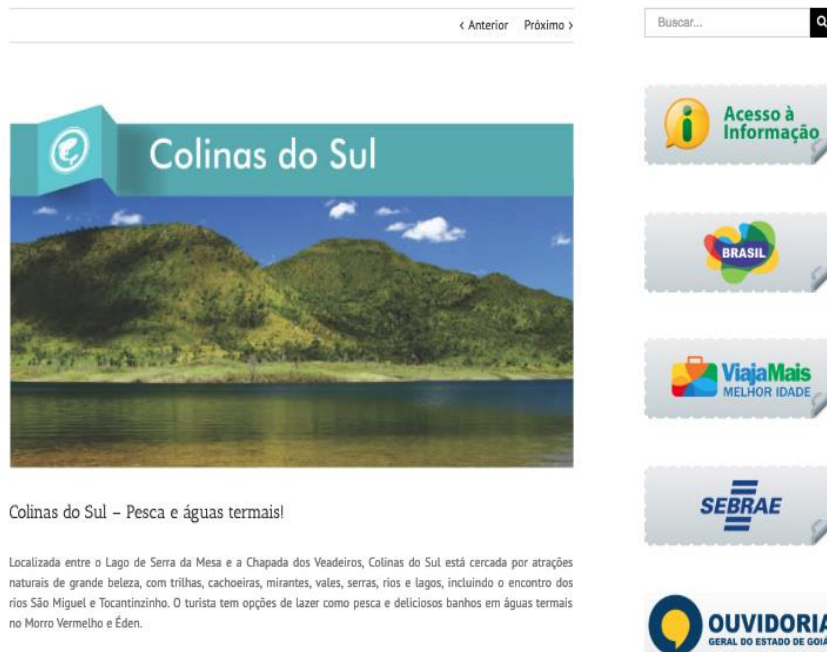 ‹ Anterior Próximo ›
Buscar...
Colinas do Sul
Colinas do Sul – Pesca e águas termais!
Localizada entre o Lago de Serra da Mesa e a Chapada dos Veadeiros, Colinas do Sul está cercada por atrações
naturais de grande beleza, com trilhas, cachoeiras, mirantes, vales, serras, rios e lagos, incluindo o encontro dos
rios São Miguel e Tocantinzinho. O turista tem opções de lazer como pesca e deliciosos banhos em águas termais
no Morro Vermelho e Éden.
Acesso à
Informação
BRASIL
ViajaMais
MELHOR IDADE
SEBRAE
OUVIDORIA
GERAL DO ESTADO DE GOIÁ